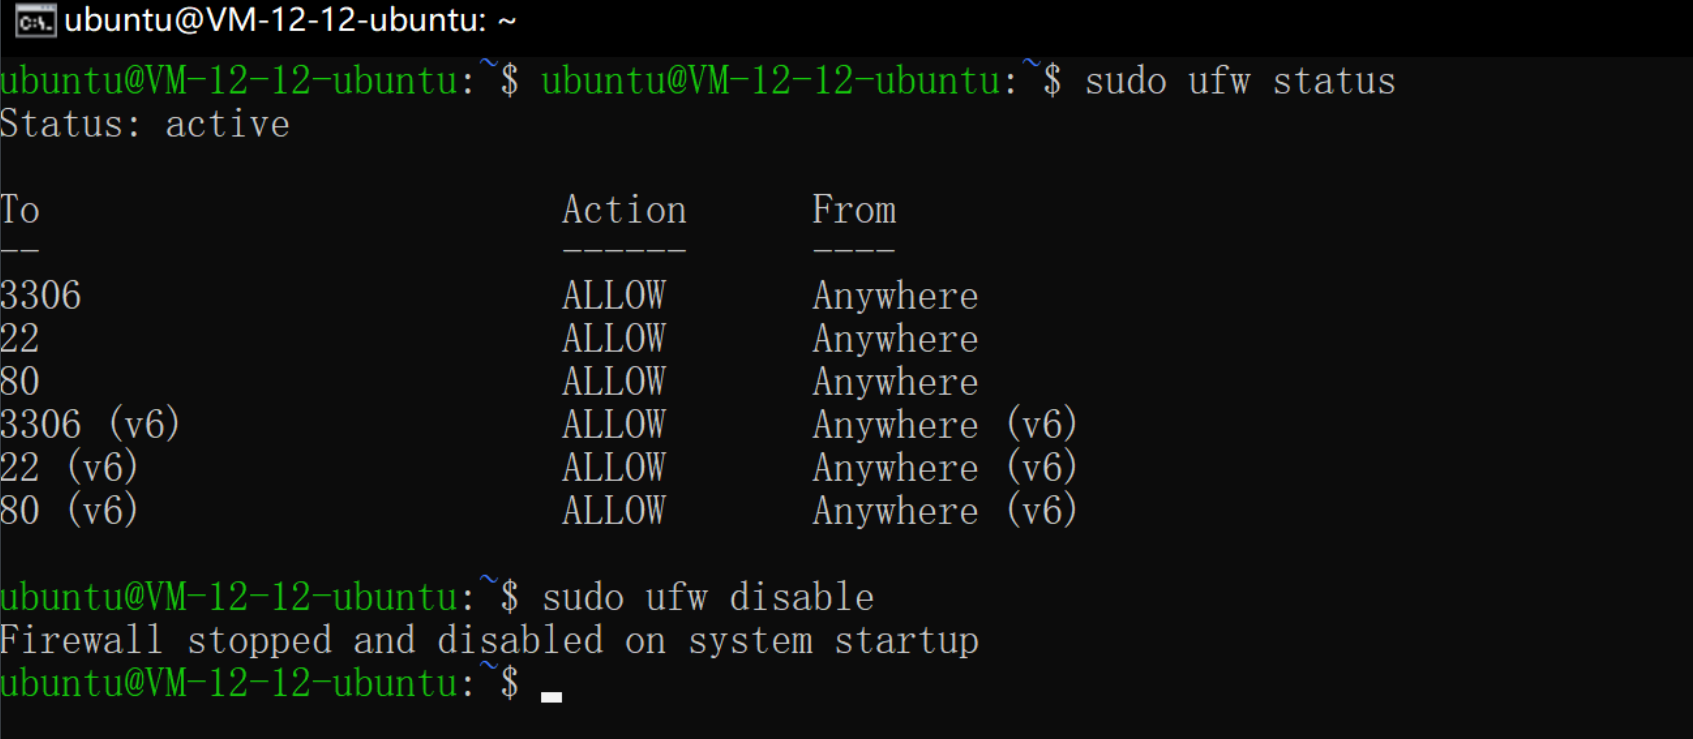 ubuntu@VM-12-12-ubuntu: ~
ubuntu@VM-12-12-ubuntu:~$ ubuntu@VM-12-12-ubuntu:~$ sudo ufw status
Status: active
To Action From
-- ------ ----
3306 ALLOW Anywhere
22 ALLOW Anywhere
80 ALLOW Anywhere
3306 (v6) ALLOW Anywhere (v6)
22 (v6) ALLOW Anywhere (v6)
80 (v6) ALLOW Anywhere (v6)
ubuntu@VM-12-12-ubuntu:~$ sudo ufw disable
Firewall stopped and disabled on system startup
ubuntu@VM-12-12-ubuntu:~$